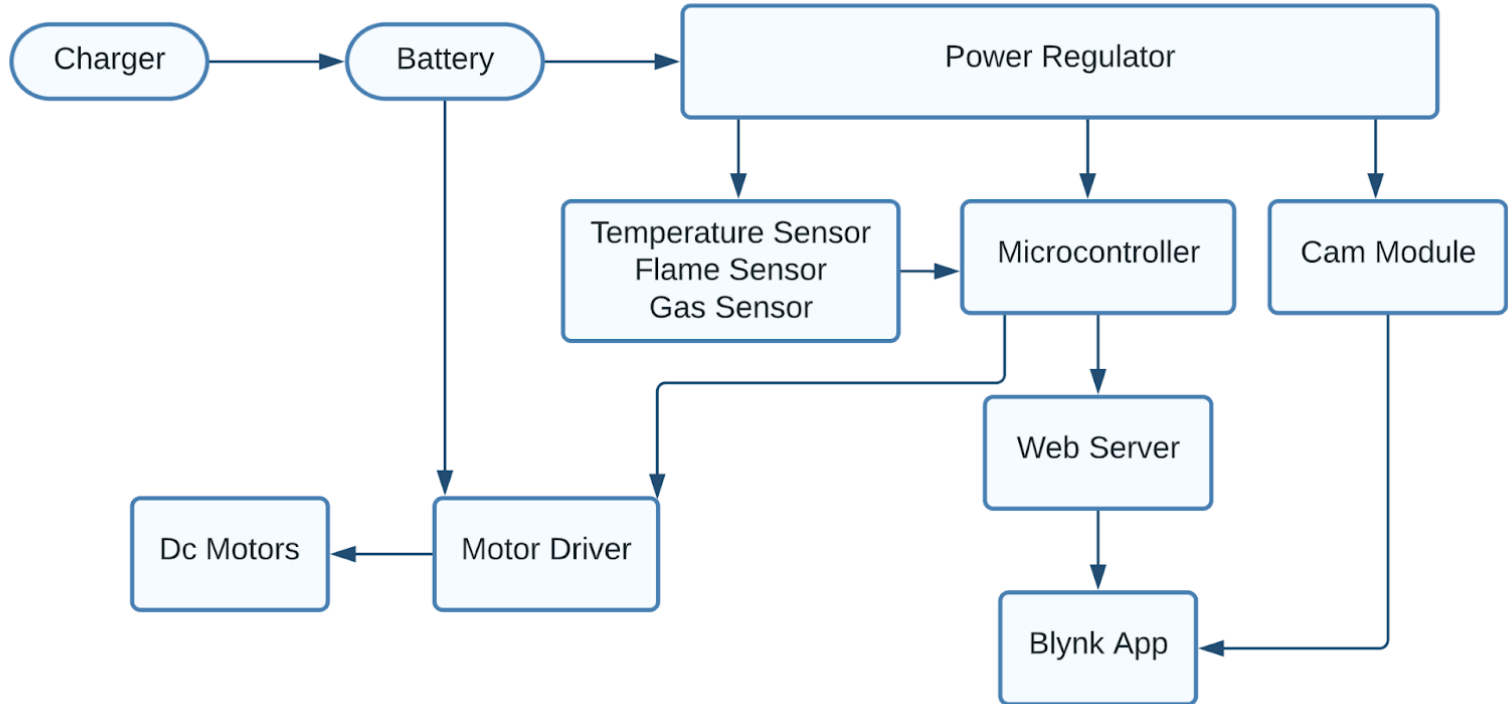 Charger
Battery
Power Regulator
Temperature Sensor
Flame Sensor
Gas Sensor
Microcontroller
Cam Module
Web Server
Dc Motors
Motor Driver
Blynk App